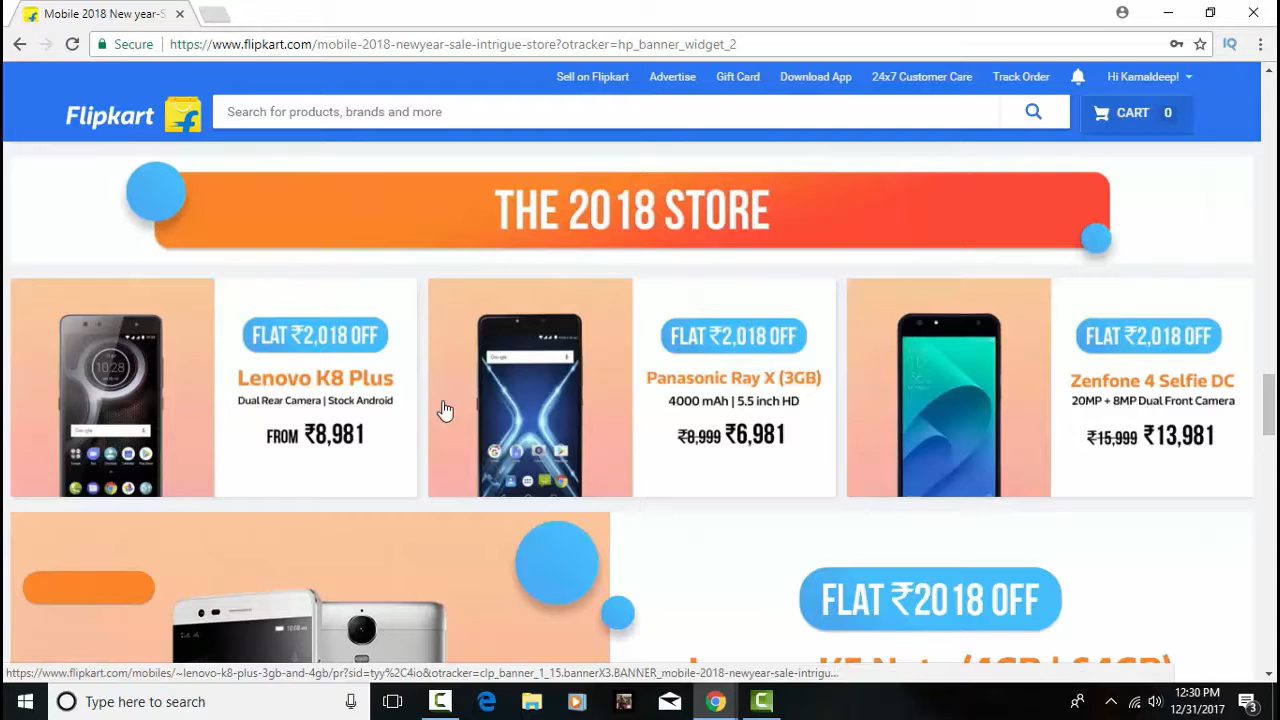 Mobile 2018 New year-S
Secure
https://www.flipkart.com/mobile-2018-newyear-sale-intrigue-store?otracker=hp_banner_widget_2
IQ
Sell on Flipkart
Advertise
Gift Card
Download App
24x7 Customer Care
Track Order
Hi Kamaldeep!
Flipkart
Search for products, brands and more
CART 0
THE 2018 STORE
10:28
Google
FLAT ₹2,018 OFF
Lenovo K8 Plus
Dual Rear Camera | Stock Android
FROM ₹8,981
Google
FLAT ₹2,018 OFF
Panasonic Ray X (3GB)
4000 mAh | 5.5 inch HD
₹8,999 ₹6,981
FLAT ₹2,018 OFF
Zenfone 4 Selfie DC
20MP + 8MP Dual Front Camera
₹15,999 ₹13,981
FLAT ₹2018 OFF
https://www.flipkart.com/mobiles/~lenovo-k8-plus-3gb-and-4gb/pr?sid=tyy%2C4io&otracker=clp_banner_1_15.bannerX3.BANNER_mobile-2018-newyear-sale-intrigu...
Type here to search
12:30 PM
12/31/2017
3